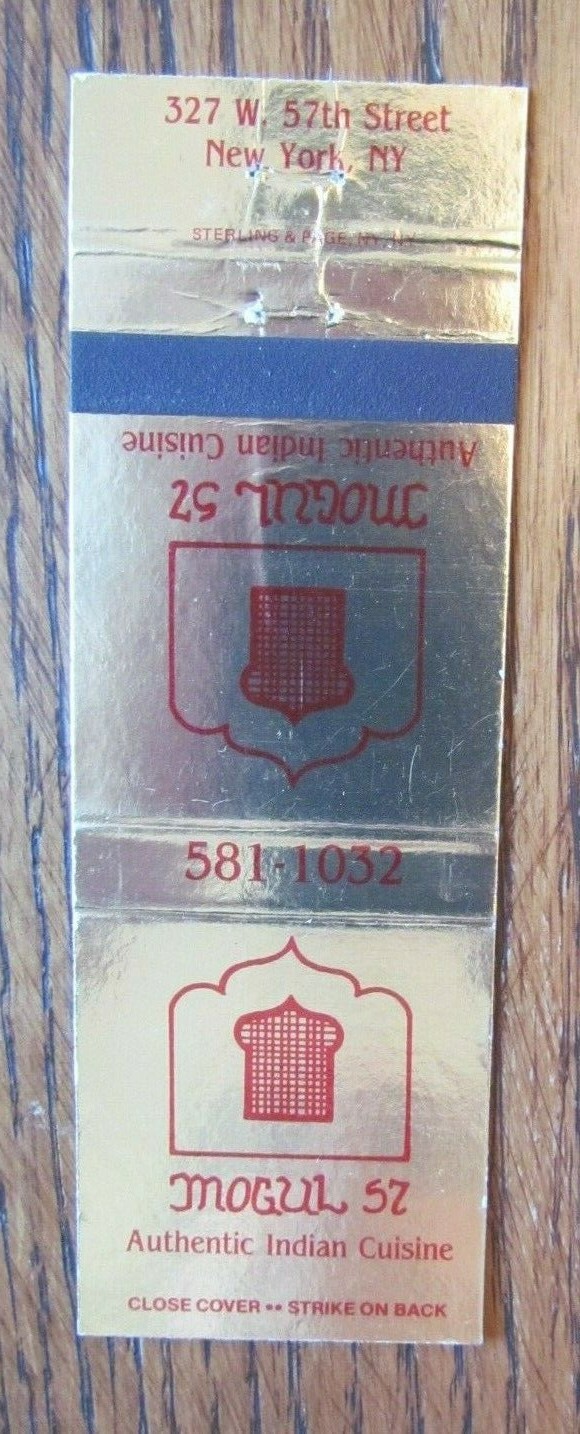 327 W. 57th Street
New York, NY
STERLING & PAGE, NY, NY
Authentic Indian Cuisine
MOGUL 57
581-1032
MOGUL 57
Authentic Indian Cuisine
CLOSE COVER •• STRIKE ON BACK